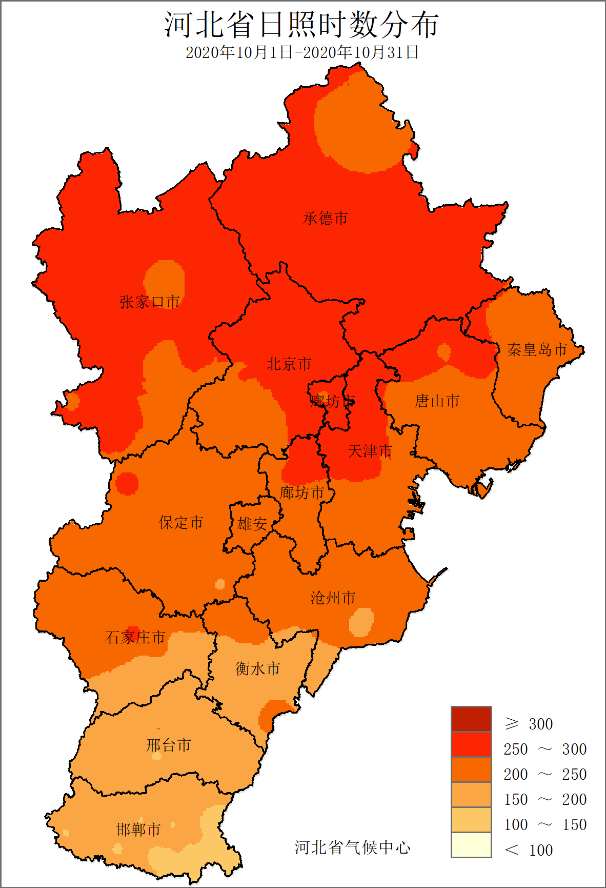 河北省日照时数分布
2020年10月1日-2020年10月31日
承德市
张家口市
秦皇岛市
北京市
廊坊市
唐山市
天津市
廊坊市
保定市
雄安
沧州市
石家庄市
衡水市
邢台市
邯郸市
≥ 300
250 ～ 300
200 ～ 250
150 ～ 200
100 ～ 150
< 100
河北省气候中心